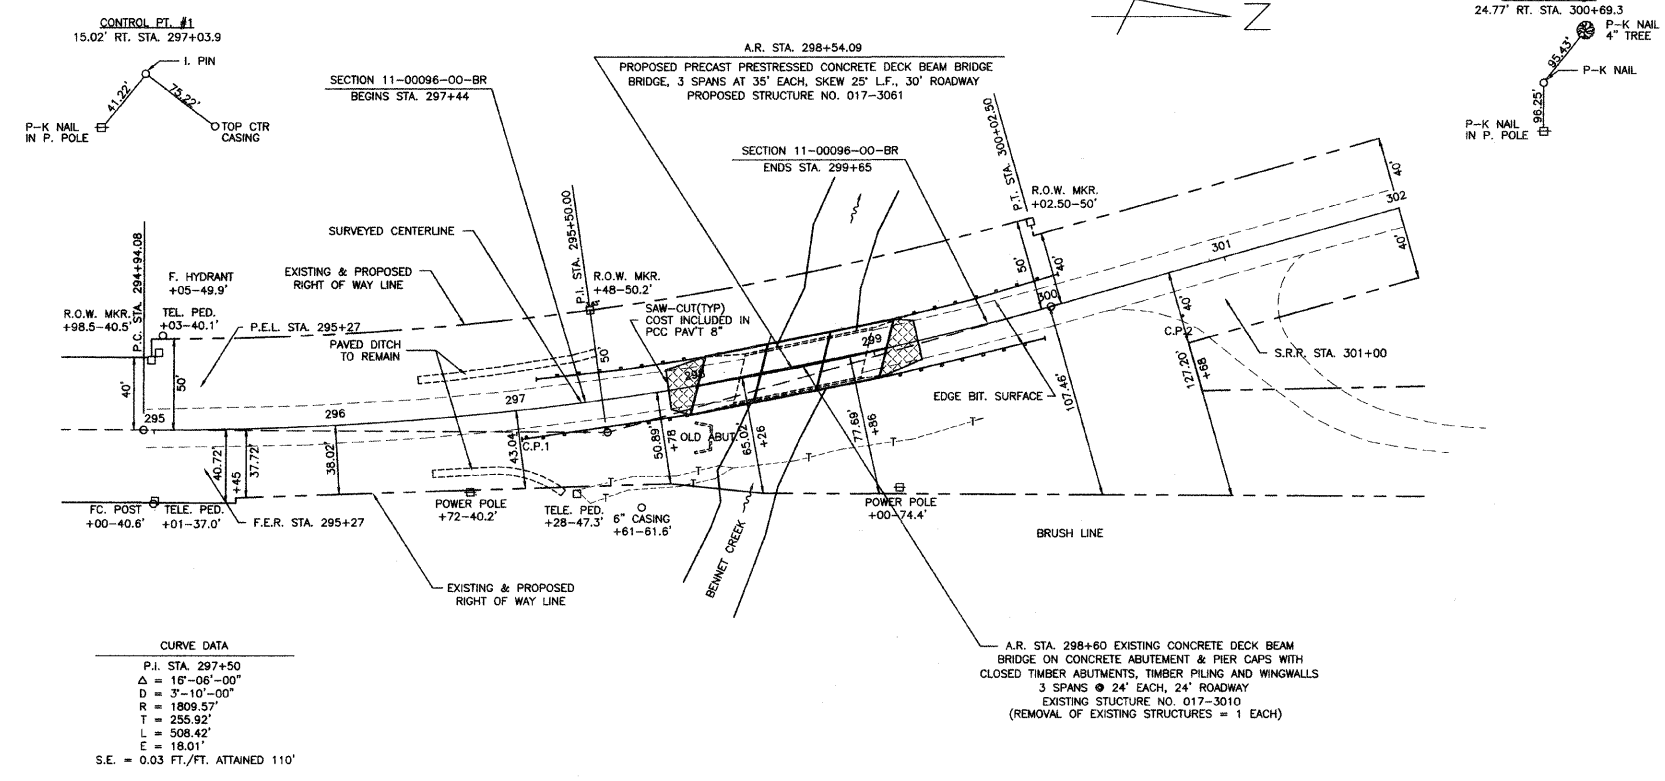 CONTROL PT. #1
15.02' RT. STA. 297+03.9
I. PIN
41.22'
75.22'
P-K NAIL
IN P. POLE
TOP CTR
CASING
SECTION 11-00096-00-BR
BEGINS STA. 297+44
A.R. STA. 298+54.09
PROPOSED PRECAST PRESTRESSED CONCRETE DECK BEAM BRIDGE
BRIDGE, 3 SPANS AT 35' EACH, SKEW 25° L.F., 30' ROADWAY
PROPOSED STRUCTURE NO. 017-3061
Z
24.77' RT. STA. 300+69.3
P-K NAIL
4" TREE
95.43'
P-K NAIL
96.25'
P-K NAIL
IN P. POLE
SECTION 11-00096-00-BR
ENDS STA. 299+65
P.T. STA. 300+02.50
R.O.W. MKR.
+02.50-50'
SURVEYED CENTERLINE
EXISTING & PROPOSED
RIGHT OF WAY LINE
P.I. STA. 295+50.00
R.O.W. MKR.
+48-50.2'
SAW-CUT(TYP)
COST INCLUDED IN
PCC PAV'T 8"
P.C. STA. 294+94.08
F. HYDRANT
+05-49.9'
R.O.W. MKR.
+98.5-40.5'
TEL. PED.
+03-40.1'
P.E.L. STA. 295+27
PAVED DITCH
TO REMAIN
40'
50'
50'
50'
40'
40'
40'
40'
295
296
297
298
299
300
301
302
C.P.2
S.R.R. STA. 301+00
EDGE BIT. SURFACE
107.46'
127.20'
+68
40.72'
+45
37.72'
38.02'
43.04'
C.P.1
50.89'
+78
OLD ABUT.
65.02'
+26
77.69'
+86
T
T
T
T
T
T
FC. POST
+00-40.6'
TELE. PED.
+01-37.0'
F.E.R. STA. 295+27
POWER POLE
+72-40.2'
TELE. PED.
+28-47.3'
6" CASING
+61-61.6'
BENNET CREEK
POWER POLE
+00-74.4'
BRUSH LINE
EXISTING & PROPOSED
RIGHT OF WAY LINE
CURVE DATA
P.I. STA. 297+50
Δ = 16°-06'-00"
D = 3°-10'-00"
R = 1809.57'
T = 255.92'
L = 508.42'
E = 18.01'
S.E. = 0.03 FT./FT. ATTAINED 110'
A.R. STA. 298+60 EXISTING CONCRETE DECK BEAM
BRIDGE ON CONCRETE ABUTEMENT & PIER CAPS WITH
CLOSED TIMBER ABUTMENTS, TIMBER PILING AND WINGWALLS
3 SPANS @ 24' EACH, 24' ROADWAY
EXISTING STUCTURE NO. 017-3010
(REMOVAL OF EXISTING STRUCTURES = 1 EACH)